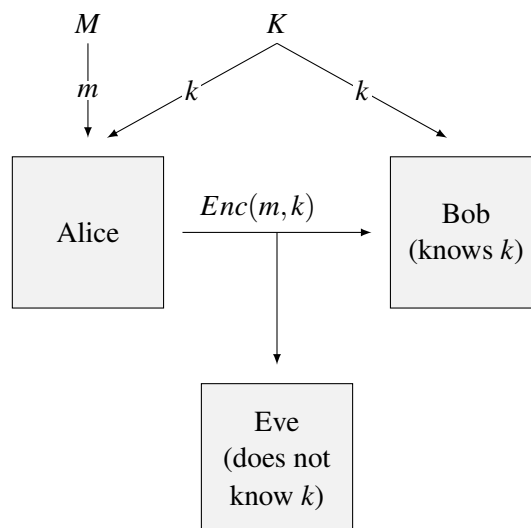 M K
m k k
Alice
Enc(m,k)
Bob
(knows k)
Eve
(does not
know k)